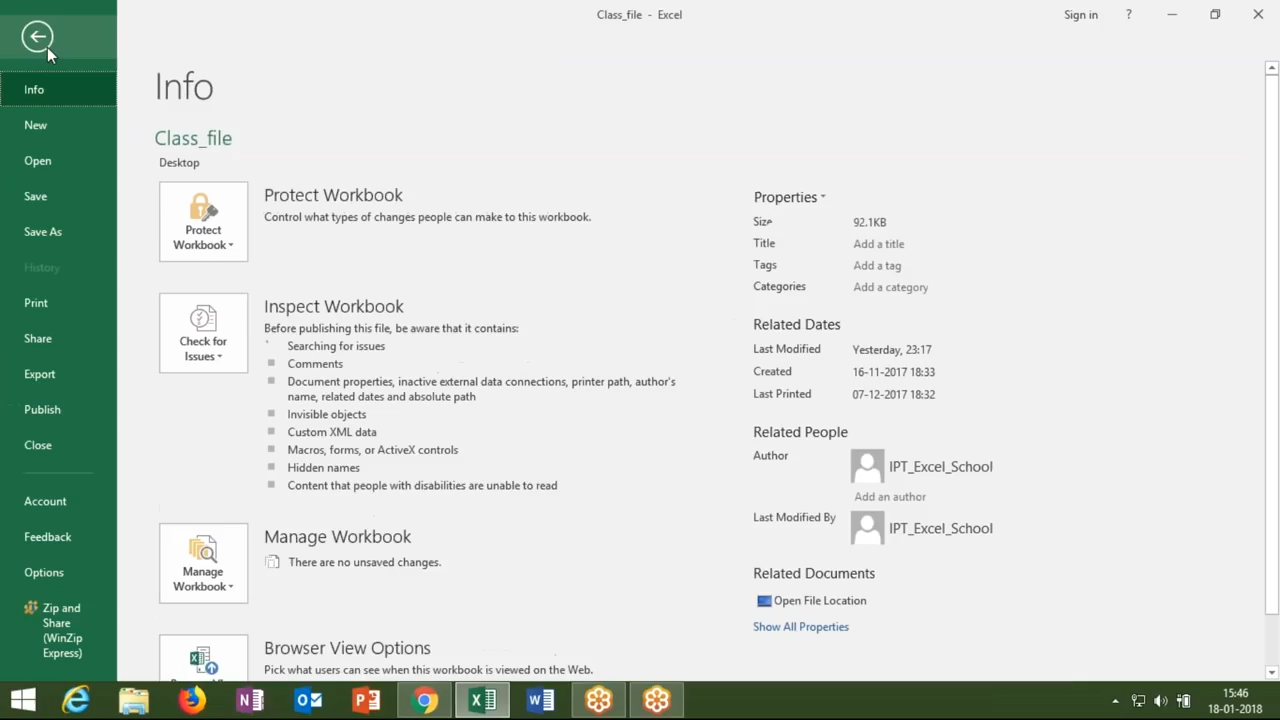 Class_file - Excel
Sign in
?
Info
New
Open
Save
Save As
History
Print
Share
Export
Publish
Close
Account
Feedback
Options
Zip and
Share
(WinZip
Express)
Info
Class_file
Desktop
Protect
Workbook
Protect Workbook
Control what types of changes people can make to this workbook.
Check for
Issues
Inspect Workbook
Before publishing this file, be aware that it contains:
Searching for issues
Comments
Document properties, inactive external data connections, printer path, author's
name, related dates and absolute path
Invisible objects
Custom XML data
Macros, forms, or ActiveX controls
Hidden names
Content that people with disabilities are unable to read
Manage
Workbook
Manage Workbook
There are no unsaved changes.
Browser View Options
Pick what users can see when this workbook is viewed on the Web.
Properties
Size 92.1KB
Title Add a title
Tags Add a tag
Categories Add a category
Related Dates
Last Modified Yesterday, 23:17
Created 16-11-2017 18:33
Last Printed 07-12-2017 18:32
Related People
Author IPT_Excel_School
Add an author
Last Modified By IPT_Excel_School
Related Documents
Open File Location
Show All Properties
15:46
18-01-2018